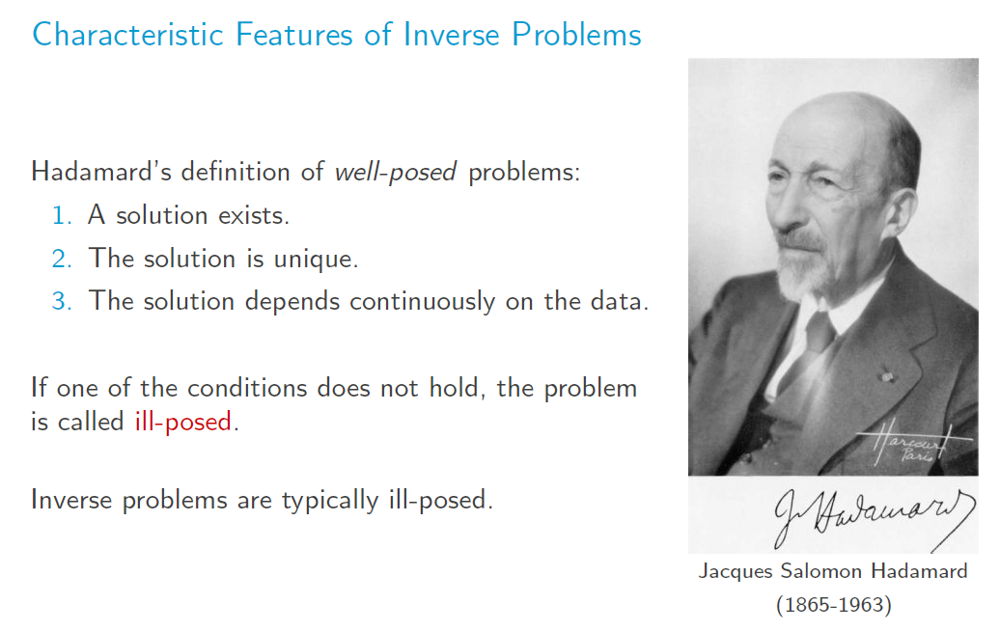 Characteristic Features of Inverse Problems
Hadamard's definition of well-posed problems:
1. A solution exists.
2. The solution is unique.
3. The solution depends continuously on the data.
If one of the conditions does not hold, the problem
is called ill-posed.
Inverse problems are typically ill-posed.
Harcourt
Paris
J Hadamard
Jacques Salomon Hadamard
(1865-1963)